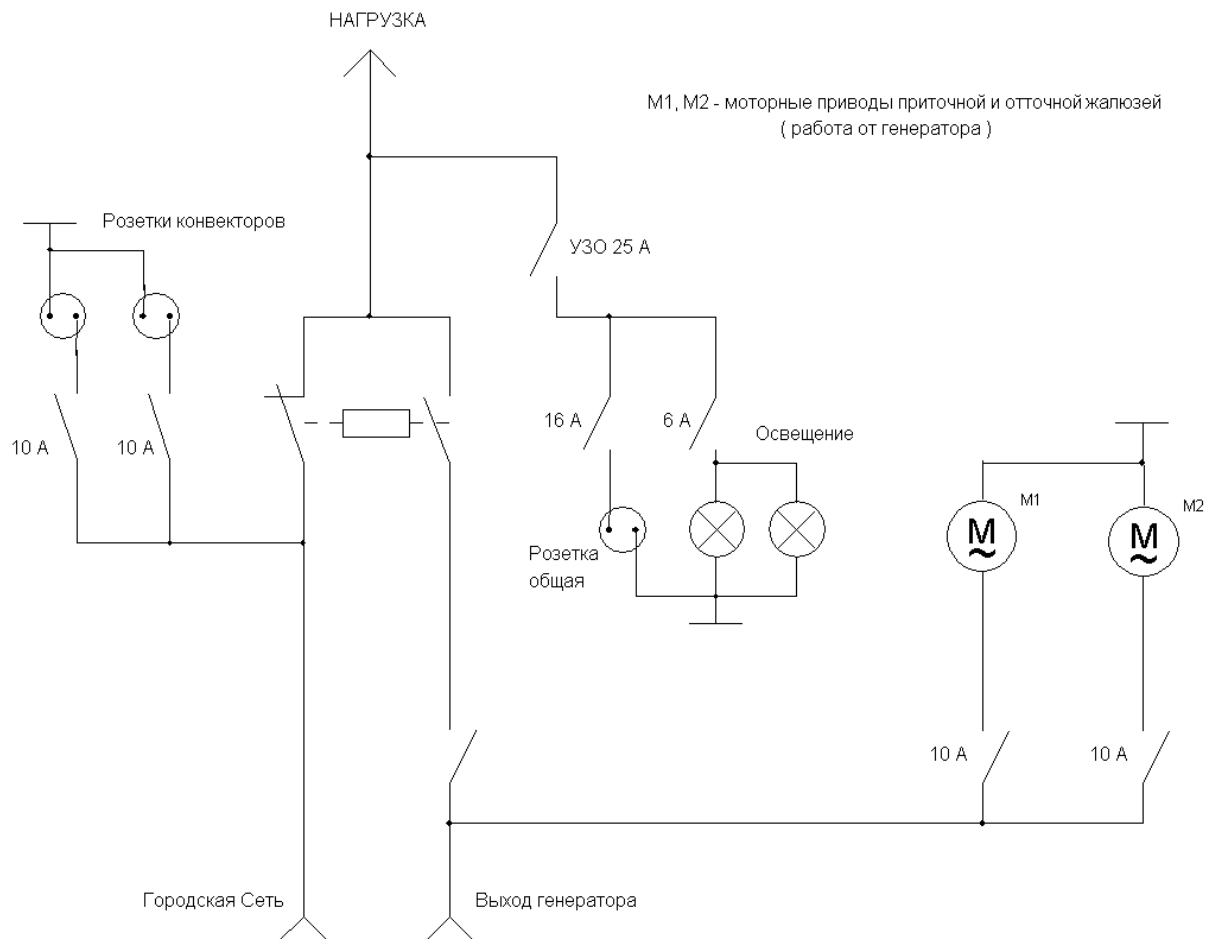 НАГРУЗКА
М1, М2 - моторные приводы приточной и отточной жалюзей
( работа от генератора )
Розетки конвекторов
УЗО 25 А
10 А
10 А
16 А
6 А
Освещение
М1
М2
М
~
М
~
Розетка
общая
10 А
10 А
Городская Сеть
Выход генератора